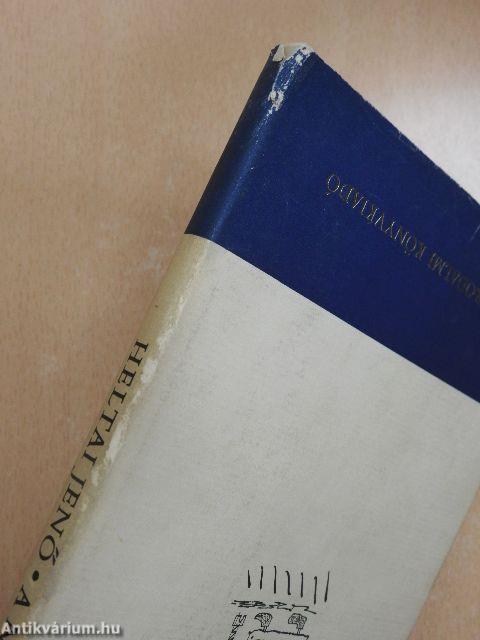 KÖNYVKIADÓ
HELTAI JENŐ • A
Antikvárium.hu